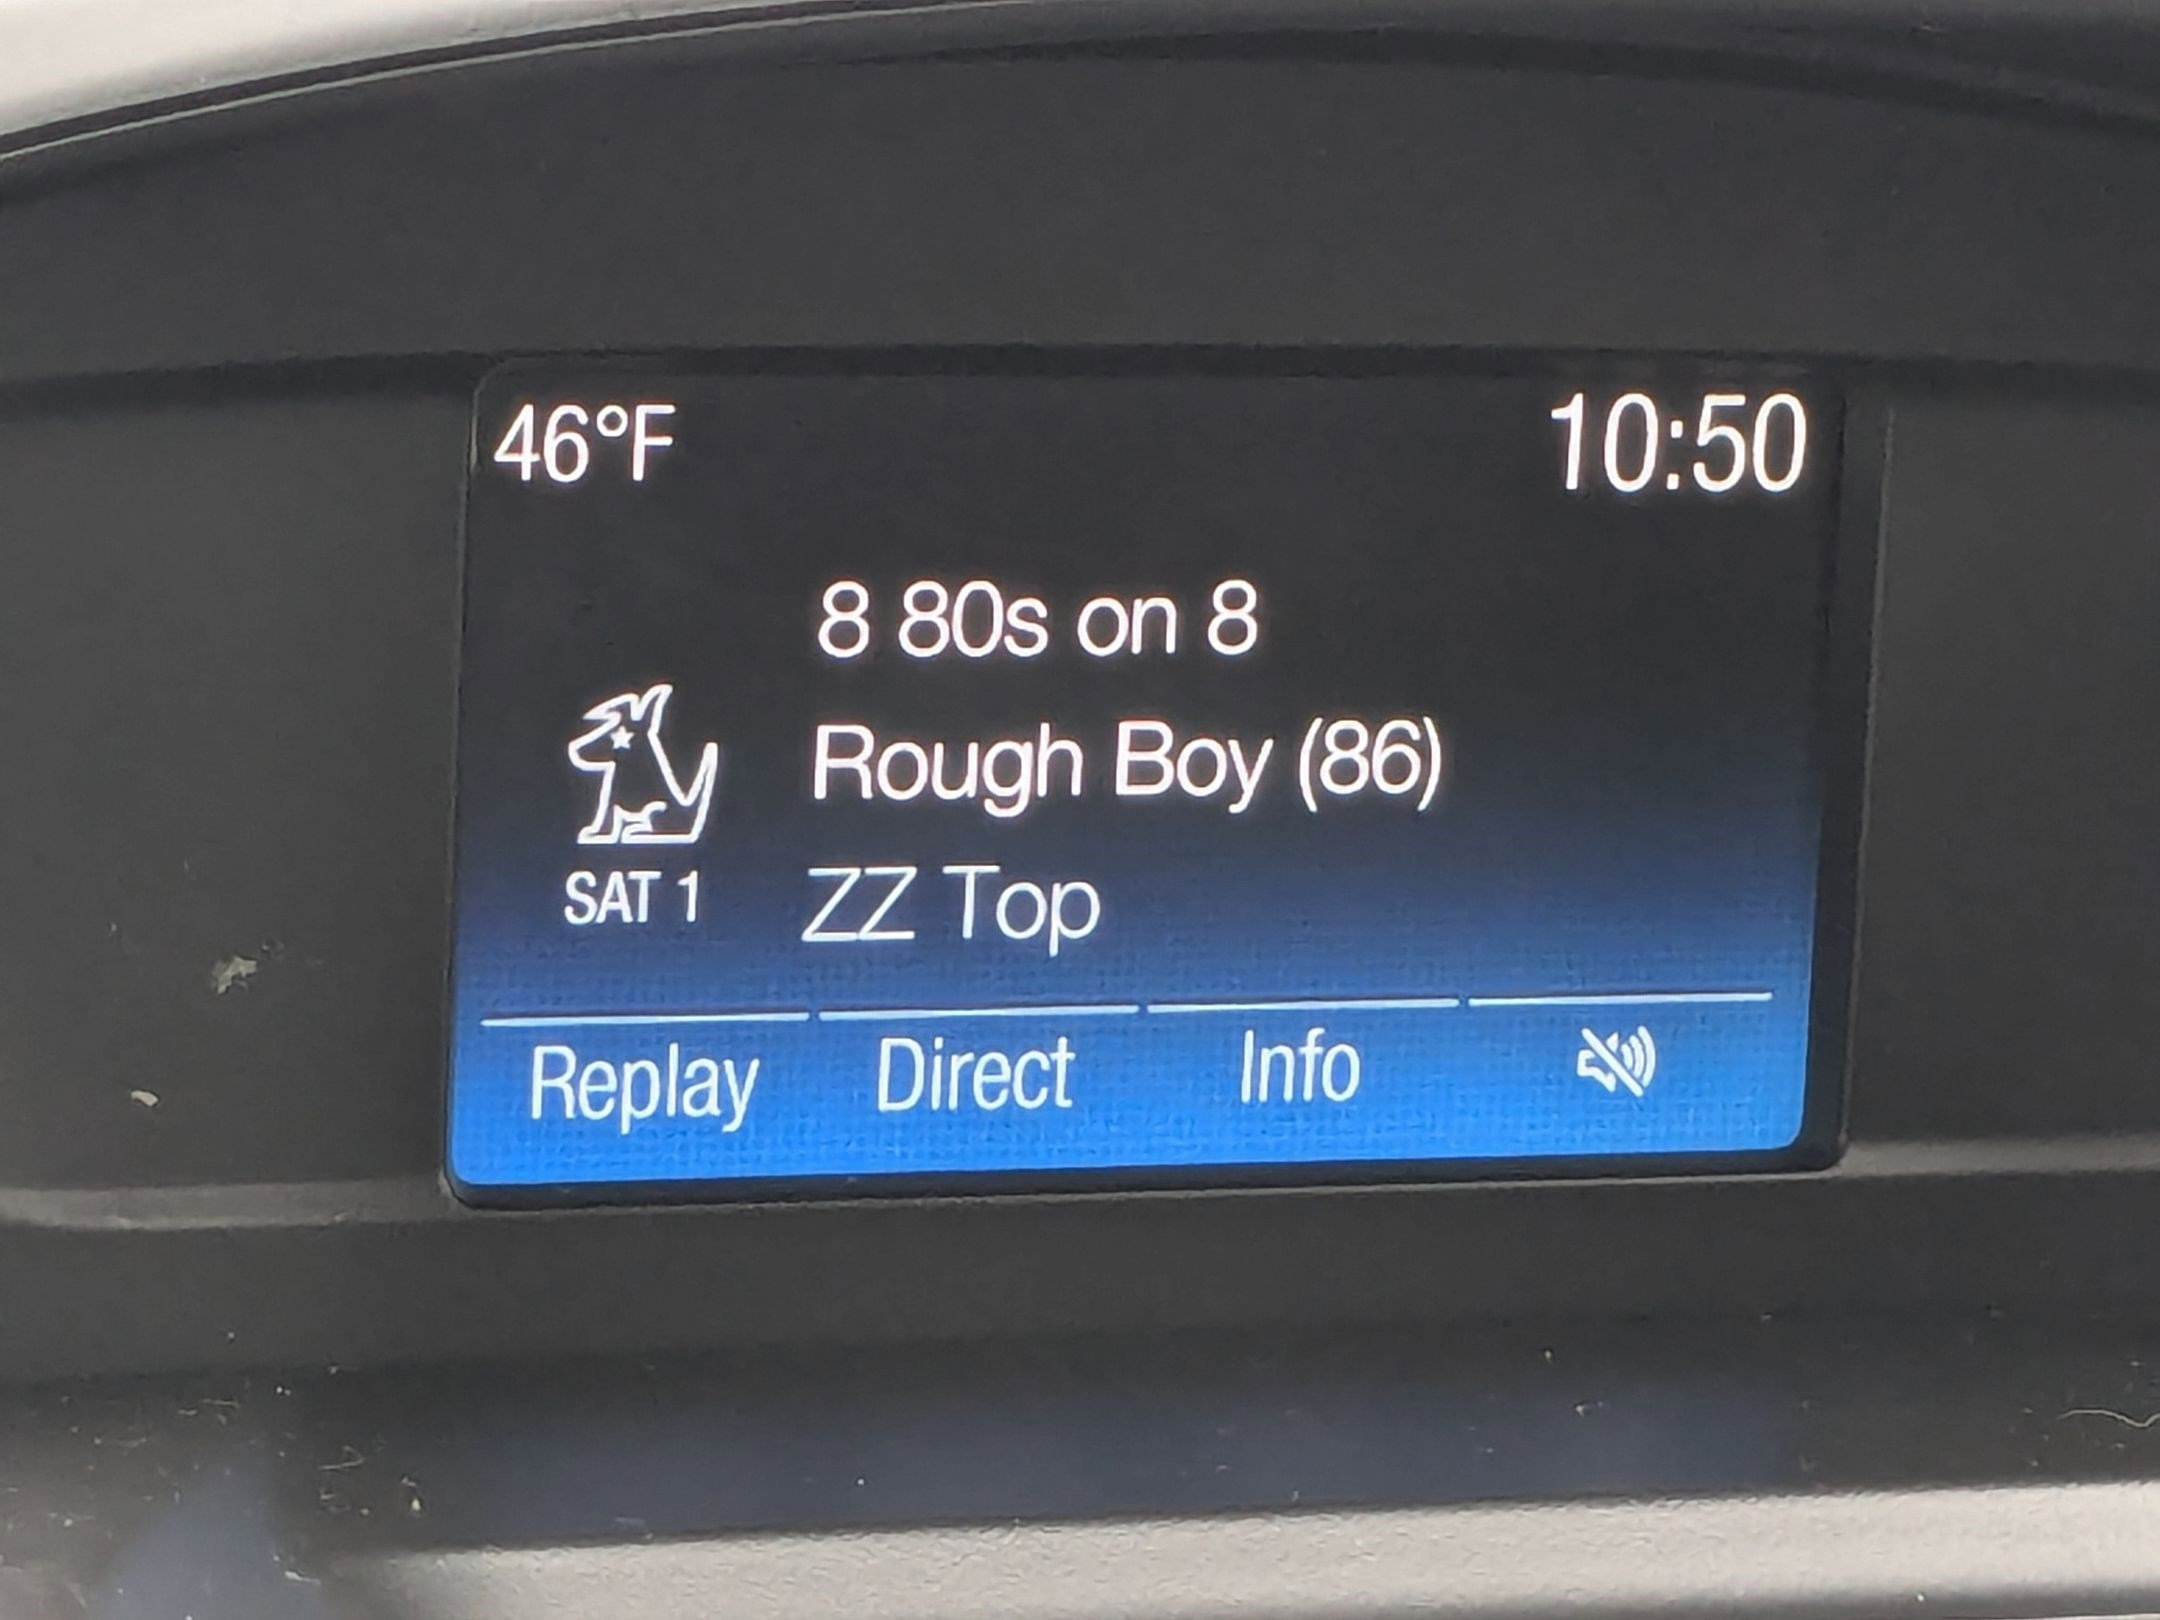 46°F
10:50
8 80s on 8
Rough Boy (86)
SAT 1
ZZ Top
Replay
Direct
Info